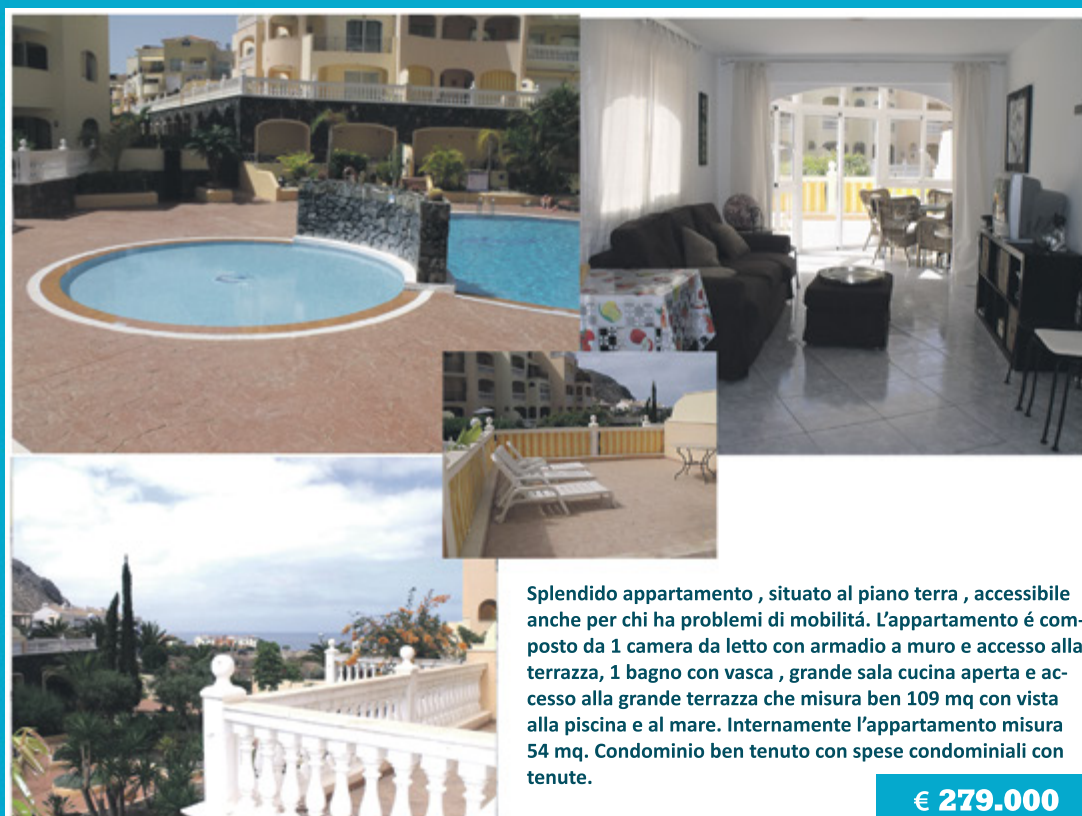 Splendido appartamento , situato al piano terra , accessibile
anche per chi ha problemi di mobilitá. L’appartamento é com-
posto da 1 camera da letto con armadio a muro e accesso alla
terrazza, 1 bagno con vasca , grande sala cucina aperta e ac-
cesso alla grande terrazza che misura ben 109 mq con vista
alla piscina e al mare. Internamente l’appartamento misura
54 mq. Condominio ben tenuto con spese condominiali con
tenute.
€ 279.000